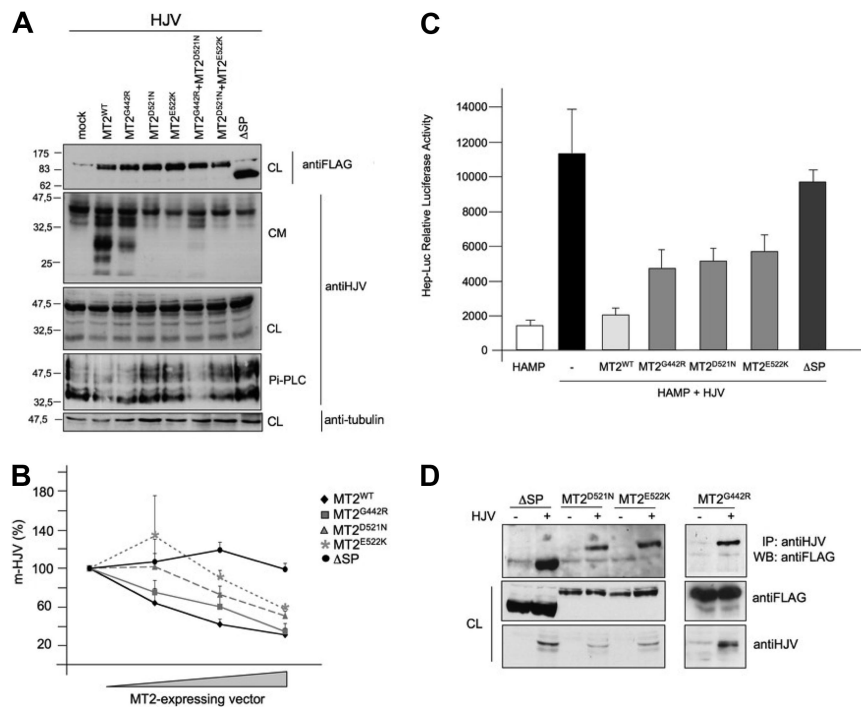 A
HJV
mock
MT2WT
MT2G442R
MT2D521N
MT2E522K
MT2G442R+MT2D521N
MT2D521N+MT2E522K
ΔSP
175
83
62
CL
antiFLAG
47,5
32,5
25
CM
antiHJV
47,5
32,5
CL
47,5
32,5
Pi-PLC
47,5
CL
anti-tubulin
B
m-HJV (%)
180
140
100
60
20
MT2WT
MT2G442R
MT2D521N
MT2E522K
ΔSP
MT2-expressing vector
C
Hep-Luc Relative Luciferase Activity
14000
12000
10000
8000
6000
4000
2000
0
HAMP
-
MT2WT
MT2G442R
MT2D521N
MT2E522K
ΔSP
HAMP + HJV
D
ΔSP
MT2D521N
MT2E522K
MT2G442R
HJV
- + - + - + - +
IP: antiHJV
WB: antiFLAG
CL
antiFLAG
antiHJV